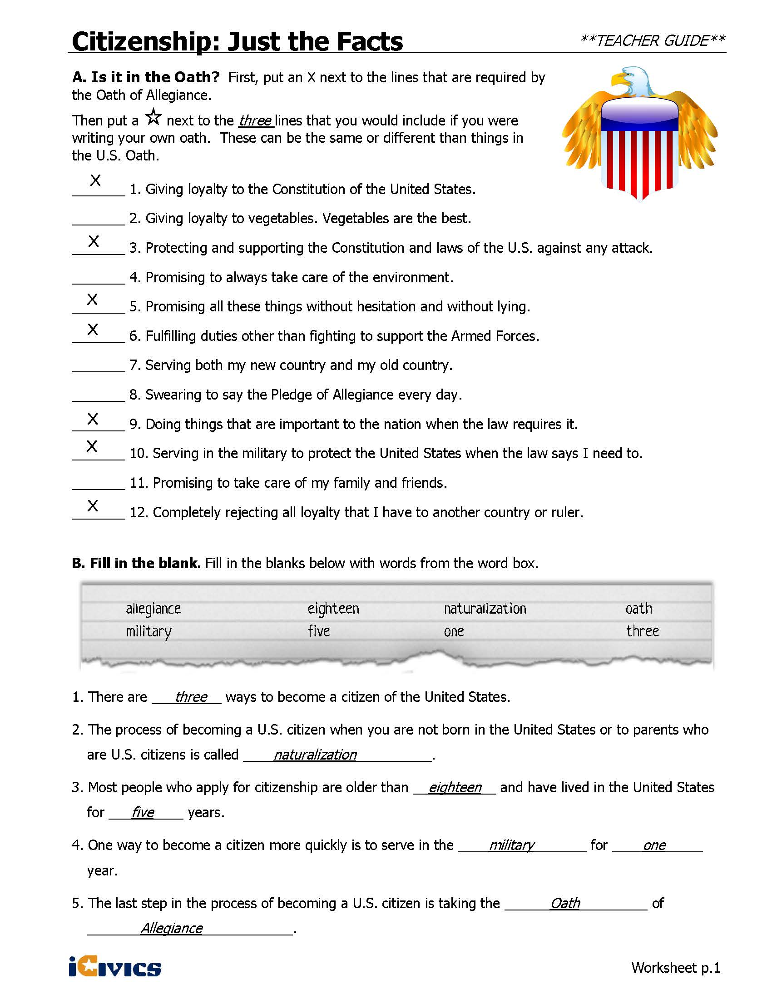 Citizenship: Just the Facts
**TEACHER GUIDE**
A. Is it in the Oath? First, put an X next to the lines that are required by
the Oath of Allegiance.
Then put a ☆ next to the three lines that you would include if you were
writing your own oath. These can be the same or different than things in
the U.S. Oath.
X 1. Giving loyalty to the Constitution of the United States.
______ 2. Giving loyalty to vegetables. Vegetables are the best.
X 3. Protecting and supporting the Constitution and laws of the U.S. against any attack.
______ 4. Promising to always take care of the environment.
X 5. Promising all these things without hesitation and without lying.
X 6. Fulfilling duties other than fighting to support the Armed Forces.
______ 7. Serving both my new country and my old country.
______ 8. Swearing to say the Pledge of Allegiance every day.
X 9. Doing things that are important to the nation when the law requires it.
X 10. Serving in the military to protect the United States when the law says I need to.
______ 11. Promising to take care of my family and friends.
X 12. Completely rejecting all loyalty that I have to another country or ruler.
B. Fill in the blank. Fill in the blanks below with words from the word box.
allegiance eighteen naturalization oath
military five one three
1. There are ___three__ ways to become a citizen of the United States.
2. The process of becoming a U.S. citizen when you are not born in the United States or to parents who
are U.S. citizens is called ____naturalization__________.
3. Most people who apply for citizenship are older than __eighteen__ and have lived in the United States
for ___five____ years.
4. One way to become a citizen more quickly is to serve in the ____military_______ for ____one_____
year.
5. The last step in the process of becoming a U.S. citizen is taking the ______Oath_________ of
_______Allegiance____________.
iCivics
Worksheet p.1